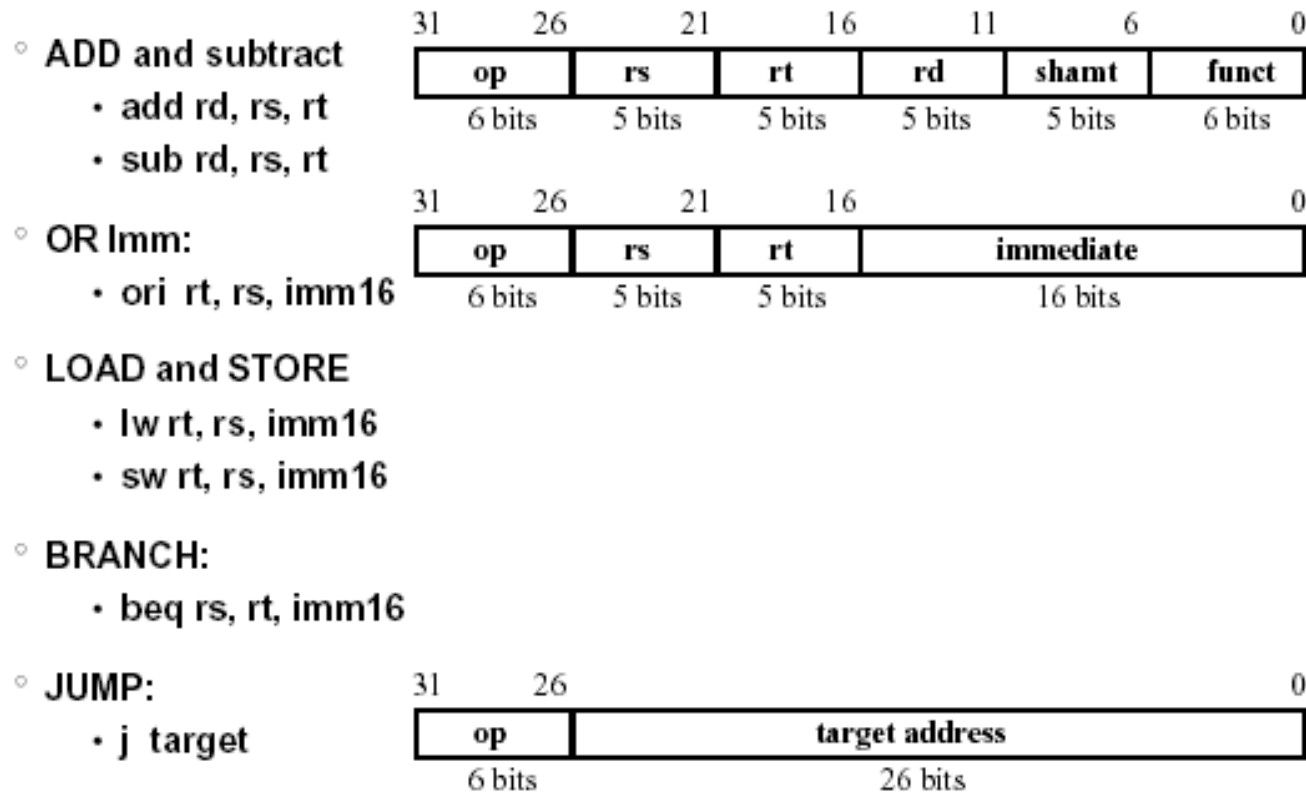 31 26 21 16 11 6 0
° ADD and subtract
op rs rt rd shamt funct
• add rd, rs, rt
6 bits 5 bits 5 bits 5 bits 5 bits 6 bits
• sub rd, rs, rt
31 26 21 16 0
° OR Imm:
op rs rt immediate
• ori rt, rs, imm16
6 bits 5 bits 5 bits 16 bits
° LOAD and STORE
• lw rt, rs, imm16
• sw rt, rs, imm16
° BRANCH:
• beq rs, rt, imm16
° JUMP:
31 26 0
• j target
op target address
6 bits 26 bits